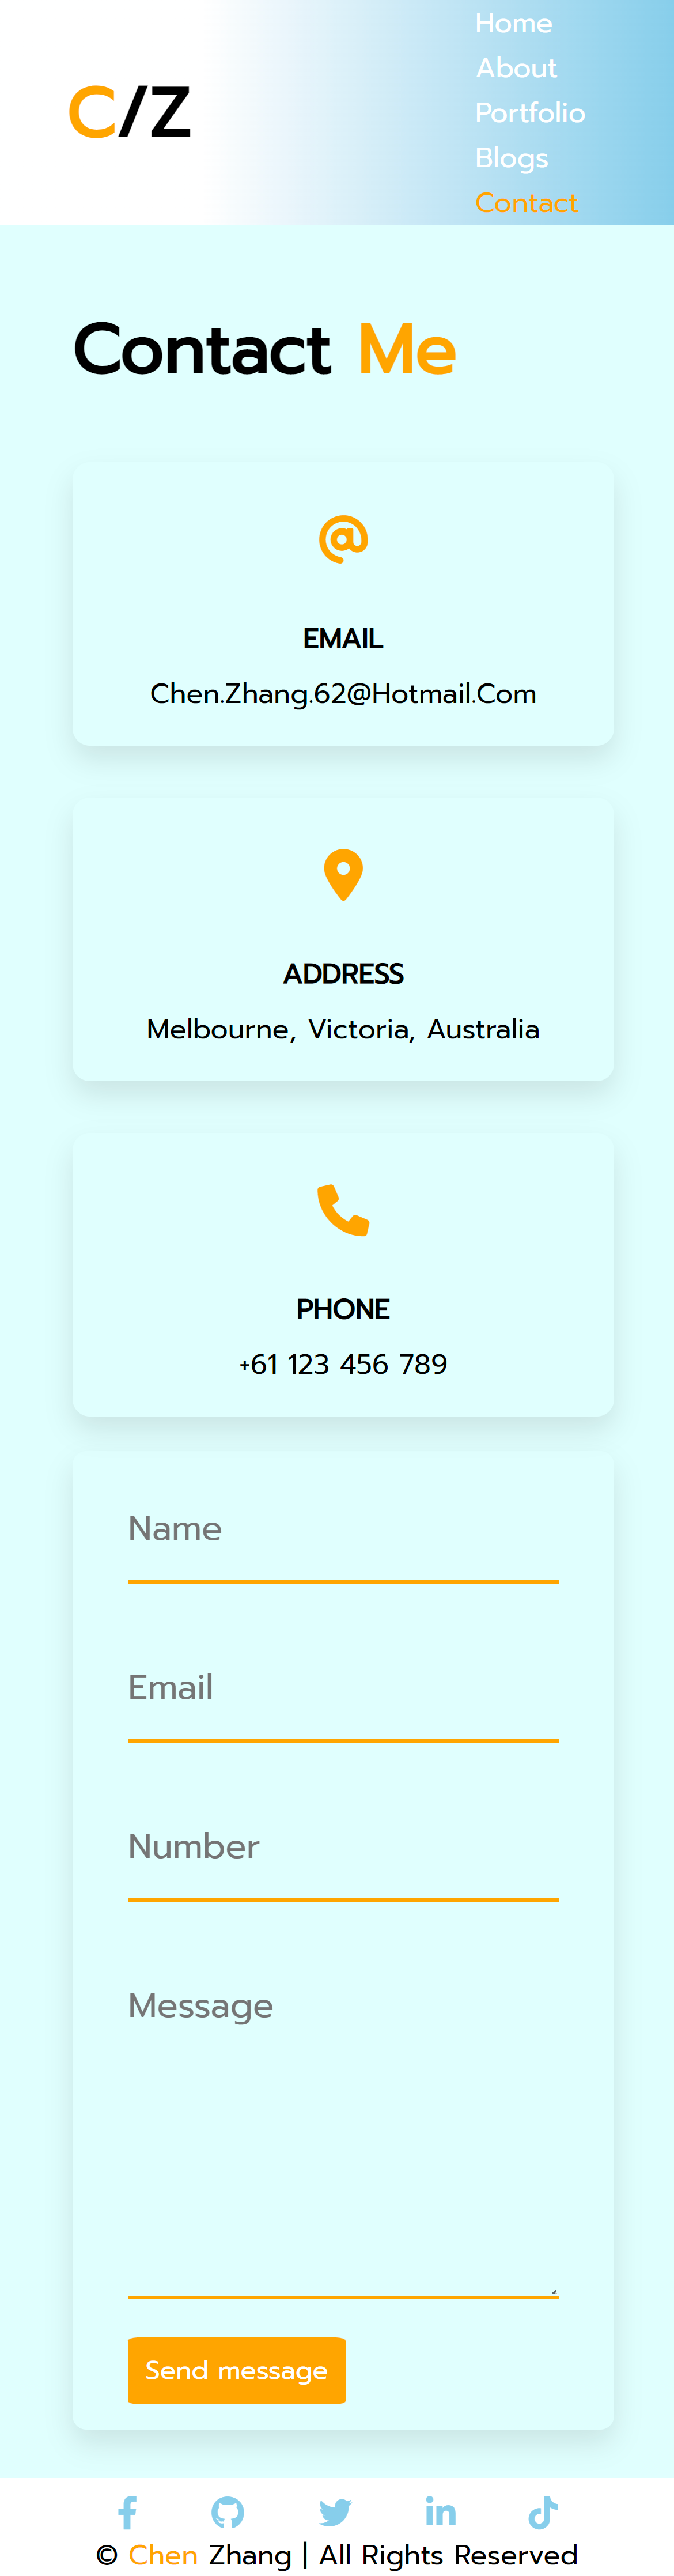 C/Z
Home
About
Portfolio
Blogs
Contact
Contact Me
EMAIL
Chen.Zhang.62@Hotmail.Com
ADDRESS
Melbourne, Victoria, Australia
PHONE
+61 123 456 789
Name
Email
Number
Message
Send message
© Chen Zhang | All Rights Reserved